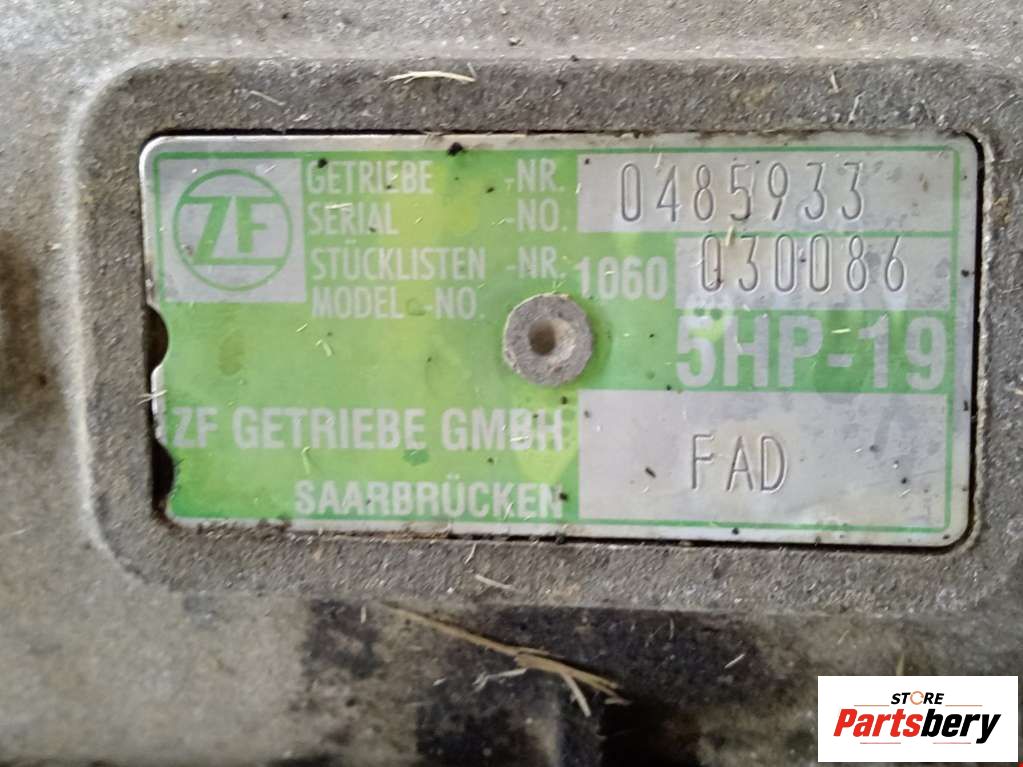 ZF
GETRIEBE -NR. 0485933
SERIAL -NO.
STÜCKLISTEN -NR. 1060 030086
MODEL -NO.
5HP-19
ZF GETRIEBE GMBH
SAARBRÜCKEN
FAD
STORE
Partsbery